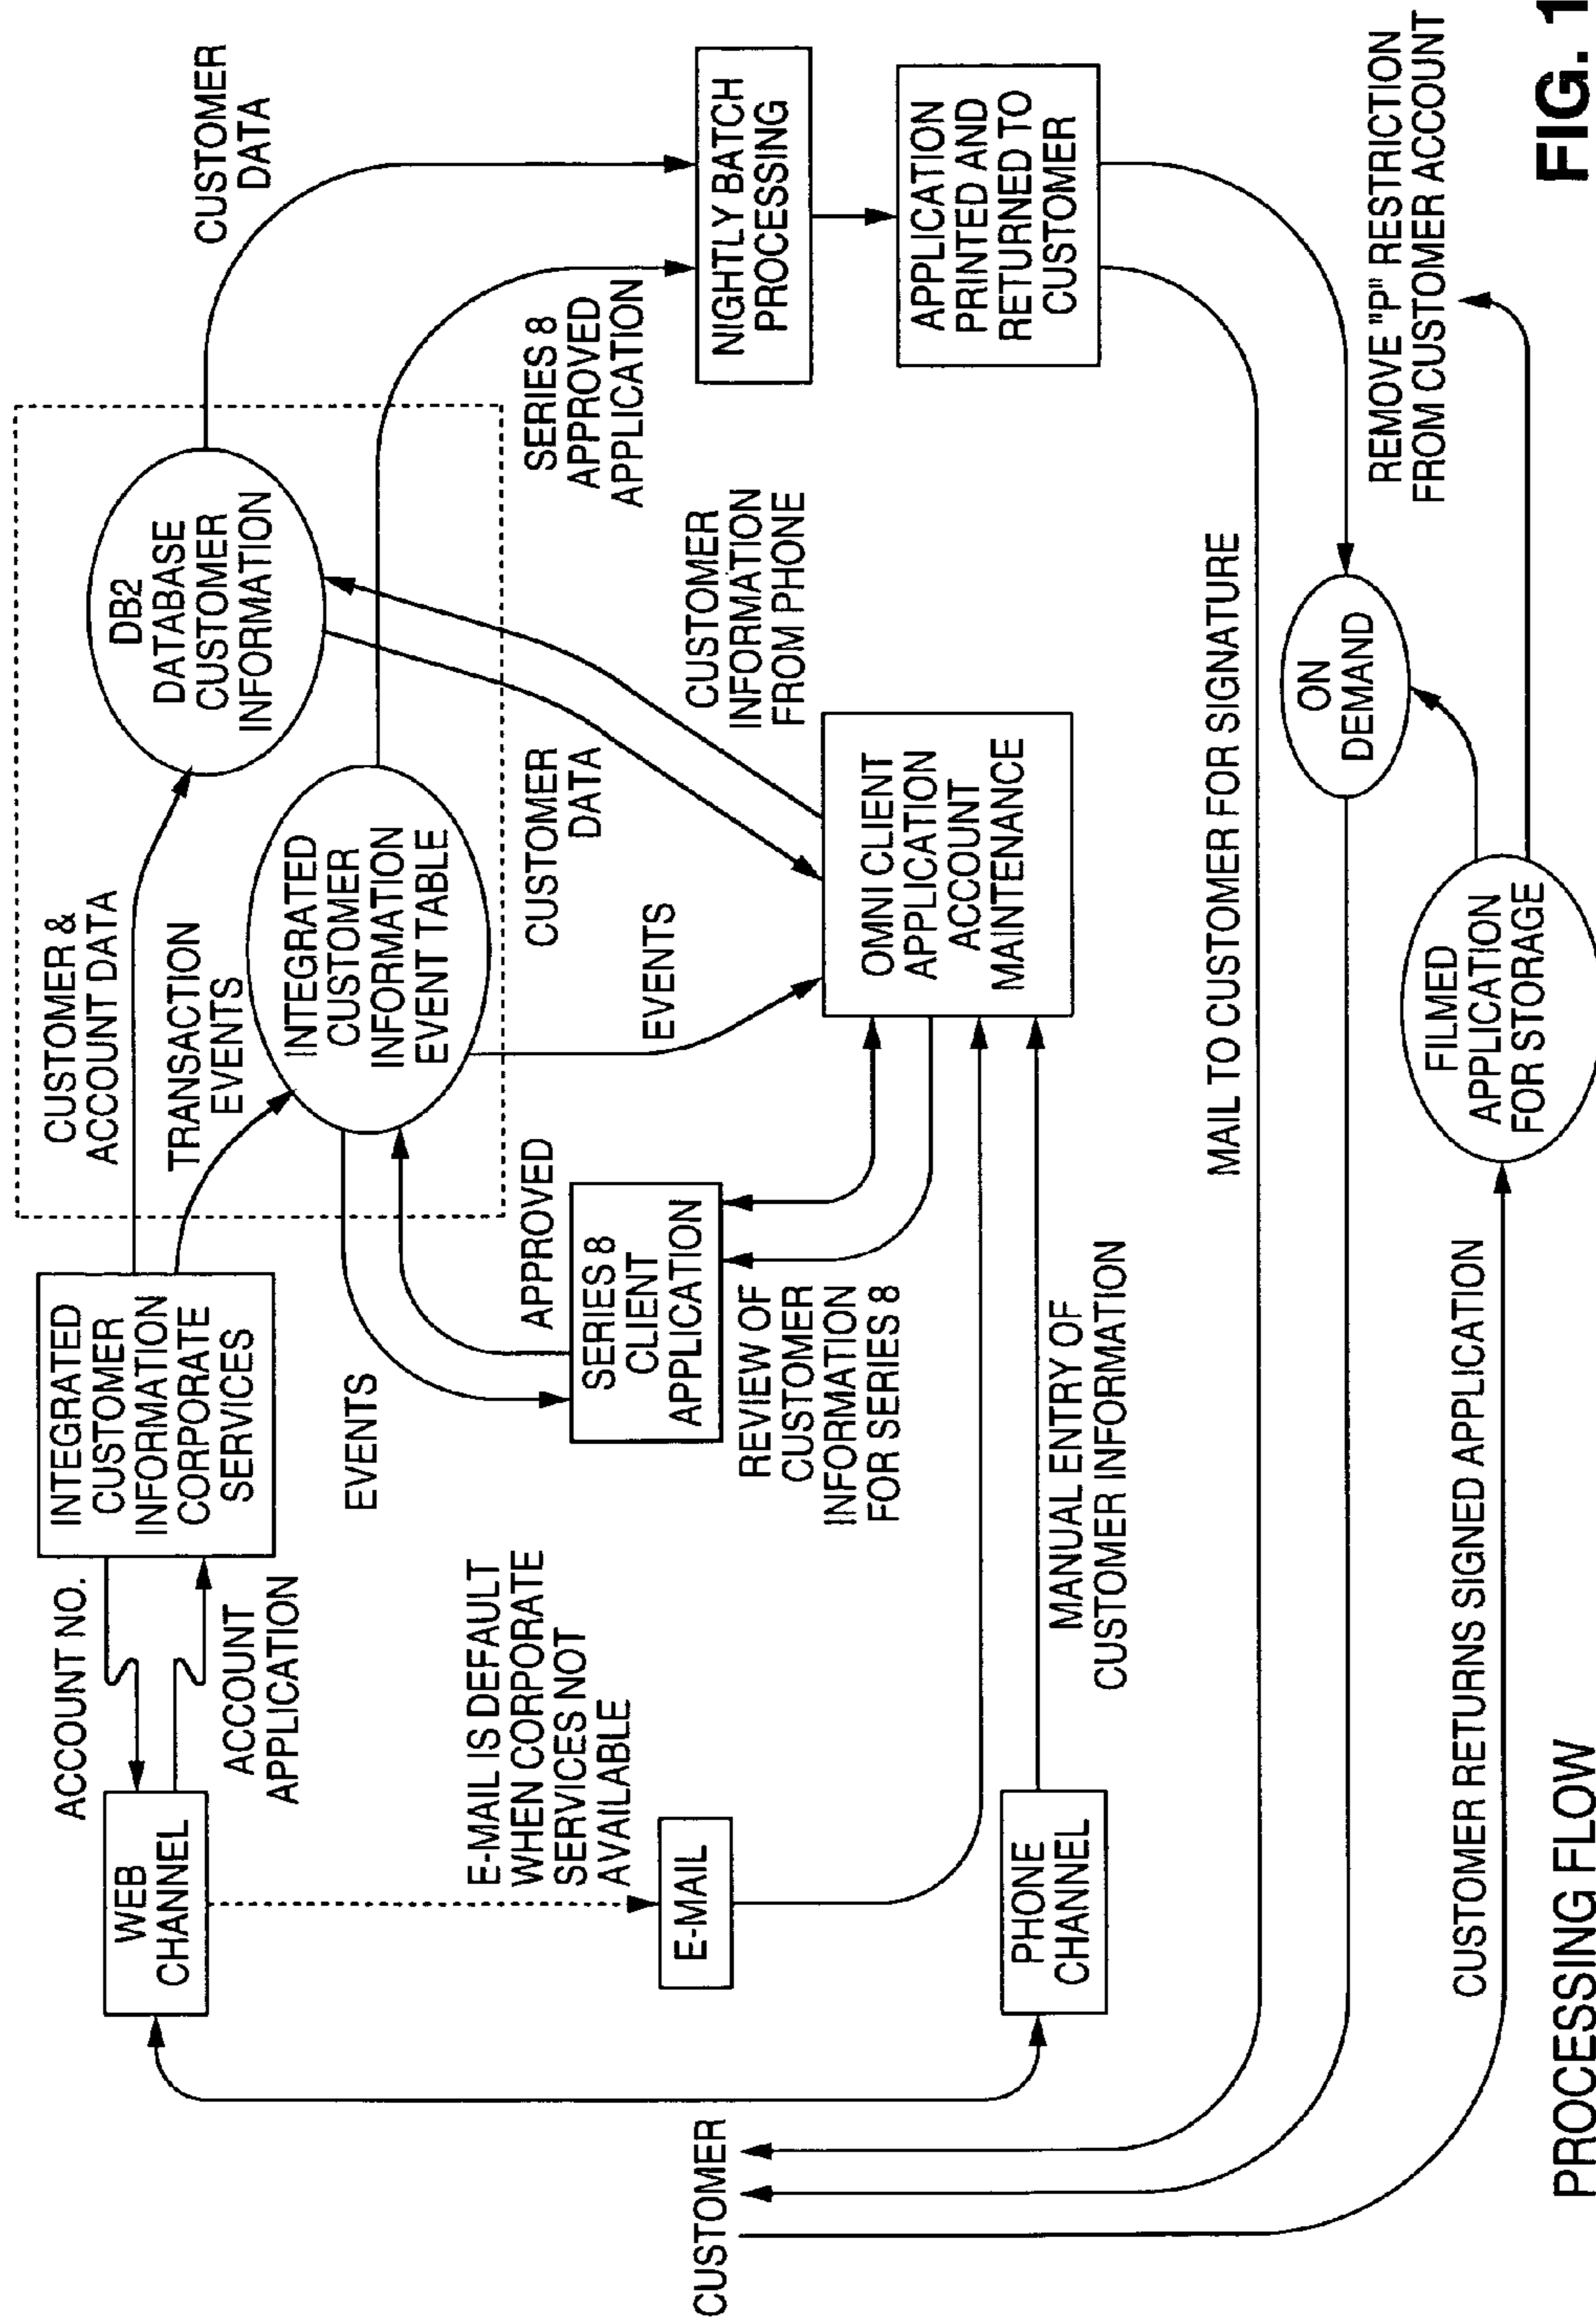 CUSTOMER
WEB
CHANNEL
ACCOUNT NO.
ACCOUNT
APPLICATION
INTEGRATED
CUSTOMER
INFORMATION
CORPORATE
SERVICES
CUSTOMER &
ACCOUNT DATA
TRANSACTION
EVENTS
DB2
DATABASE
CUSTOMER
INFORMATION
CUSTOMER
DATA
INTEGRATED
CUSTOMER
INFORMATION
EVENT TABLE
EVENTS
APPROVED
SERIES 8
CLIENT
APPLICATION
REVIEW OF
CUSTOMER
INFORMATION
FOR SERIES 8
EVENTS
CUSTOMER
DATA
CUSTOMER
INFORMATION
FROM PHONE
SERIES 8
APPROVED
APPLICATION
NIGHTLY BATCH
PROCESSING
APPLICATION
PRINTED AND
RETURNED TO
CUSTOMER
E-MAIL IS DEFAULT
WHEN CORPORATE
SERVICES NOT
AVAILABLE
E-MAIL
PHONE
CHANNEL
MANUAL ENTRY OF
CUSTOMER INFORMATION
OMNI CLIENT
APPLICATION
ACCOUNT
MAINTENANCE
MAIL TO CUSTOMER FOR SIGNATURE
ON
DEMAND
REMOVE "P" RESTRICTION
FROM CUSTOMER ACCOUNT
CUSTOMER RETURNS SIGNED APPLICATION
FILMED
APPLICATION
FOR STORAGE
PROCESSING FLOW
FIG. 1